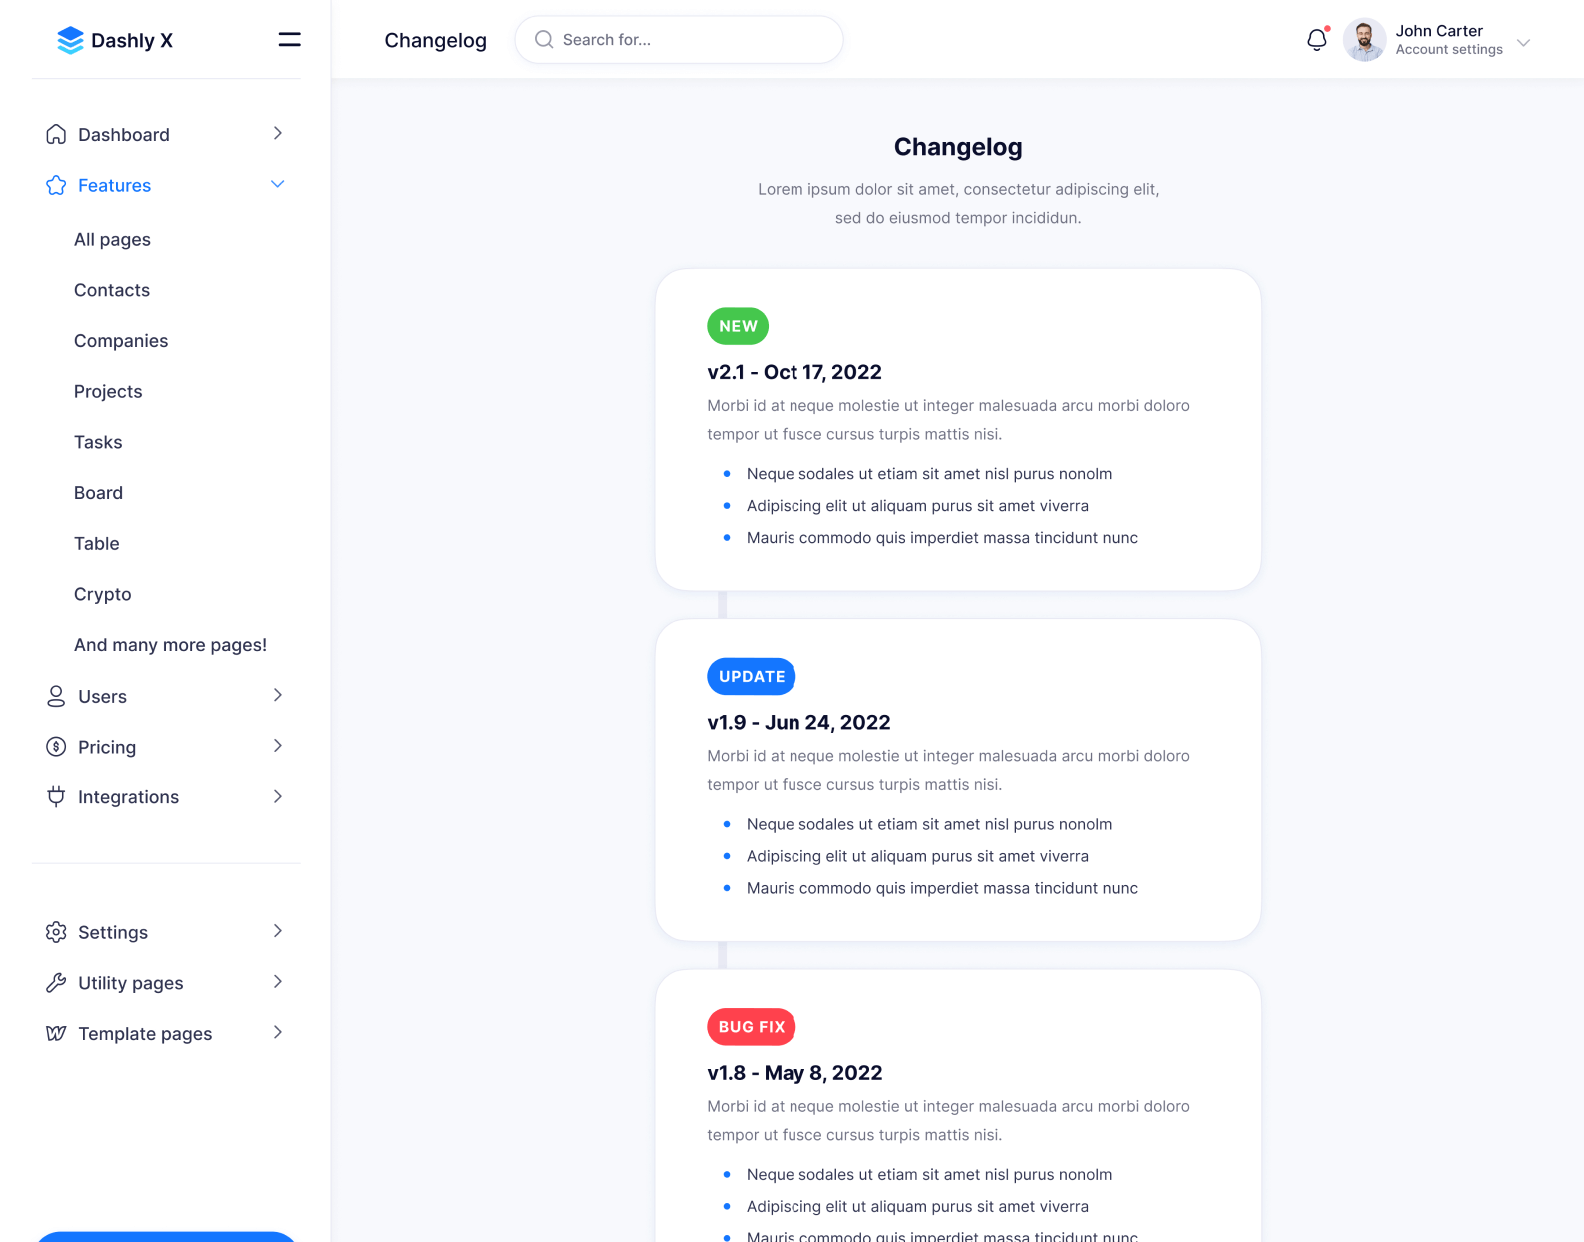 Dashly X
Changelog
Search for...
John Carter
Account settings
Dashboard
Features
All pages
Contacts
Companies
Projects
Tasks
Board
Table
Crypto
And many more pages!
Users
Pricing
Integrations
Settings
Utility pages
Template pages
Changelog
Lorem ipsum dolor sit amet, consectetur adipiscing elit,
sed do eiusmod tempor incididun.
NEW
v2.1 - Oct 17, 2022
Morbi id at neque molestie ut integer malesuada arcu morbi doloro
tempor ut fusce cursus turpis mattis nisi.
Neque sodales ut etiam sit amet nisl purus nonolm
Adipiscing elit ut aliquam purus sit amet viverra
Mauris commodo quis imperdiet massa tincidunt nunc
UPDATE
v1.9 - Jun 24, 2022
Morbi id at neque molestie ut integer malesuada arcu morbi doloro
tempor ut fusce cursus turpis mattis nisi.
Neque sodales ut etiam sit amet nisl purus nonolm
Adipiscing elit ut aliquam purus sit amet viverra
Mauris commodo quis imperdiet massa tincidunt nunc
BUG FIX
v1.8 - May 8, 2022
Morbi id at neque molestie ut integer malesuada arcu morbi doloro
tempor ut fusce cursus turpis mattis nisi.
Neque sodales ut etiam sit amet nisl purus nonolm
Adipiscing elit ut aliquam purus sit amet viverra
Mauris commodo quis imperdiet massa tincidunt nunc